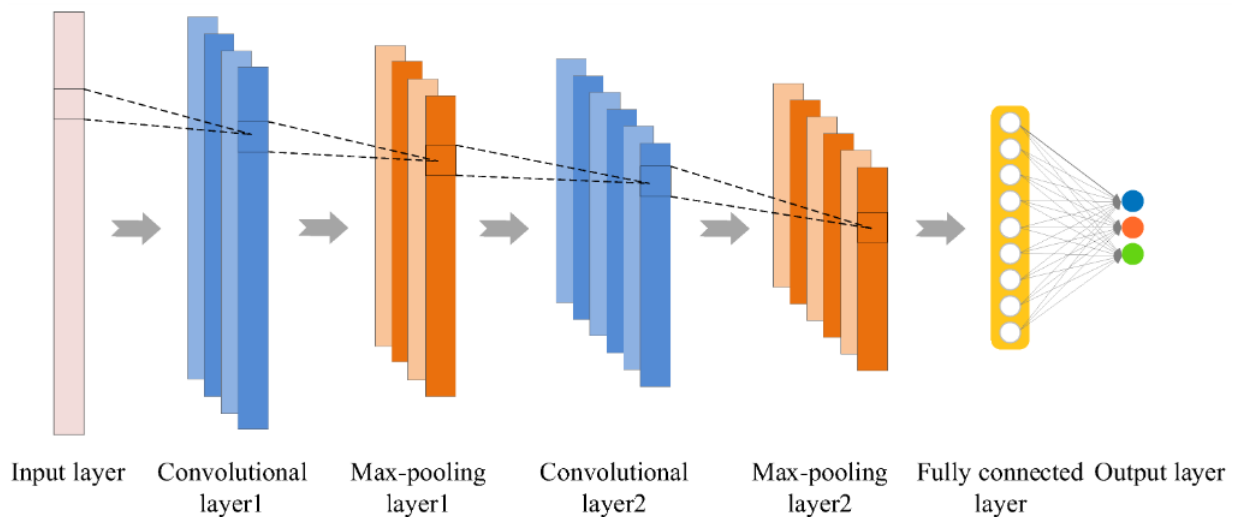 Input layer
Convolutional
layer1
Max-pooling
layer1
Convolutional
layer2
Max-pooling
layer2
Fully connected
layer
Output layer